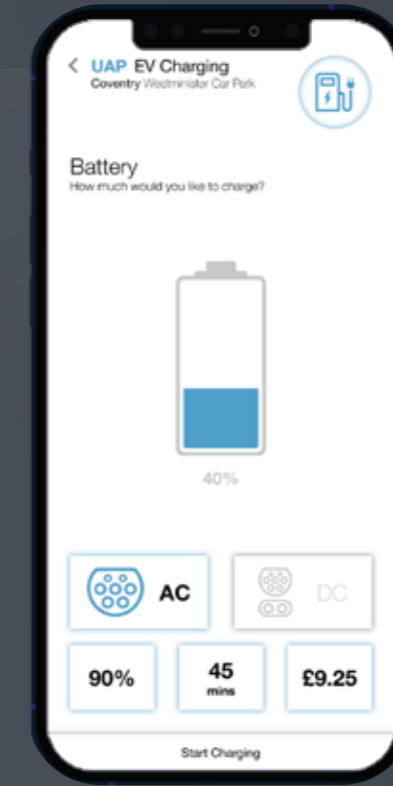 UAP EV Charging
Coventry Westminister Car Park
Battery
How much would you like to charge?
40%
AC
DC
90%
45
mins
£9.25
Start Charging